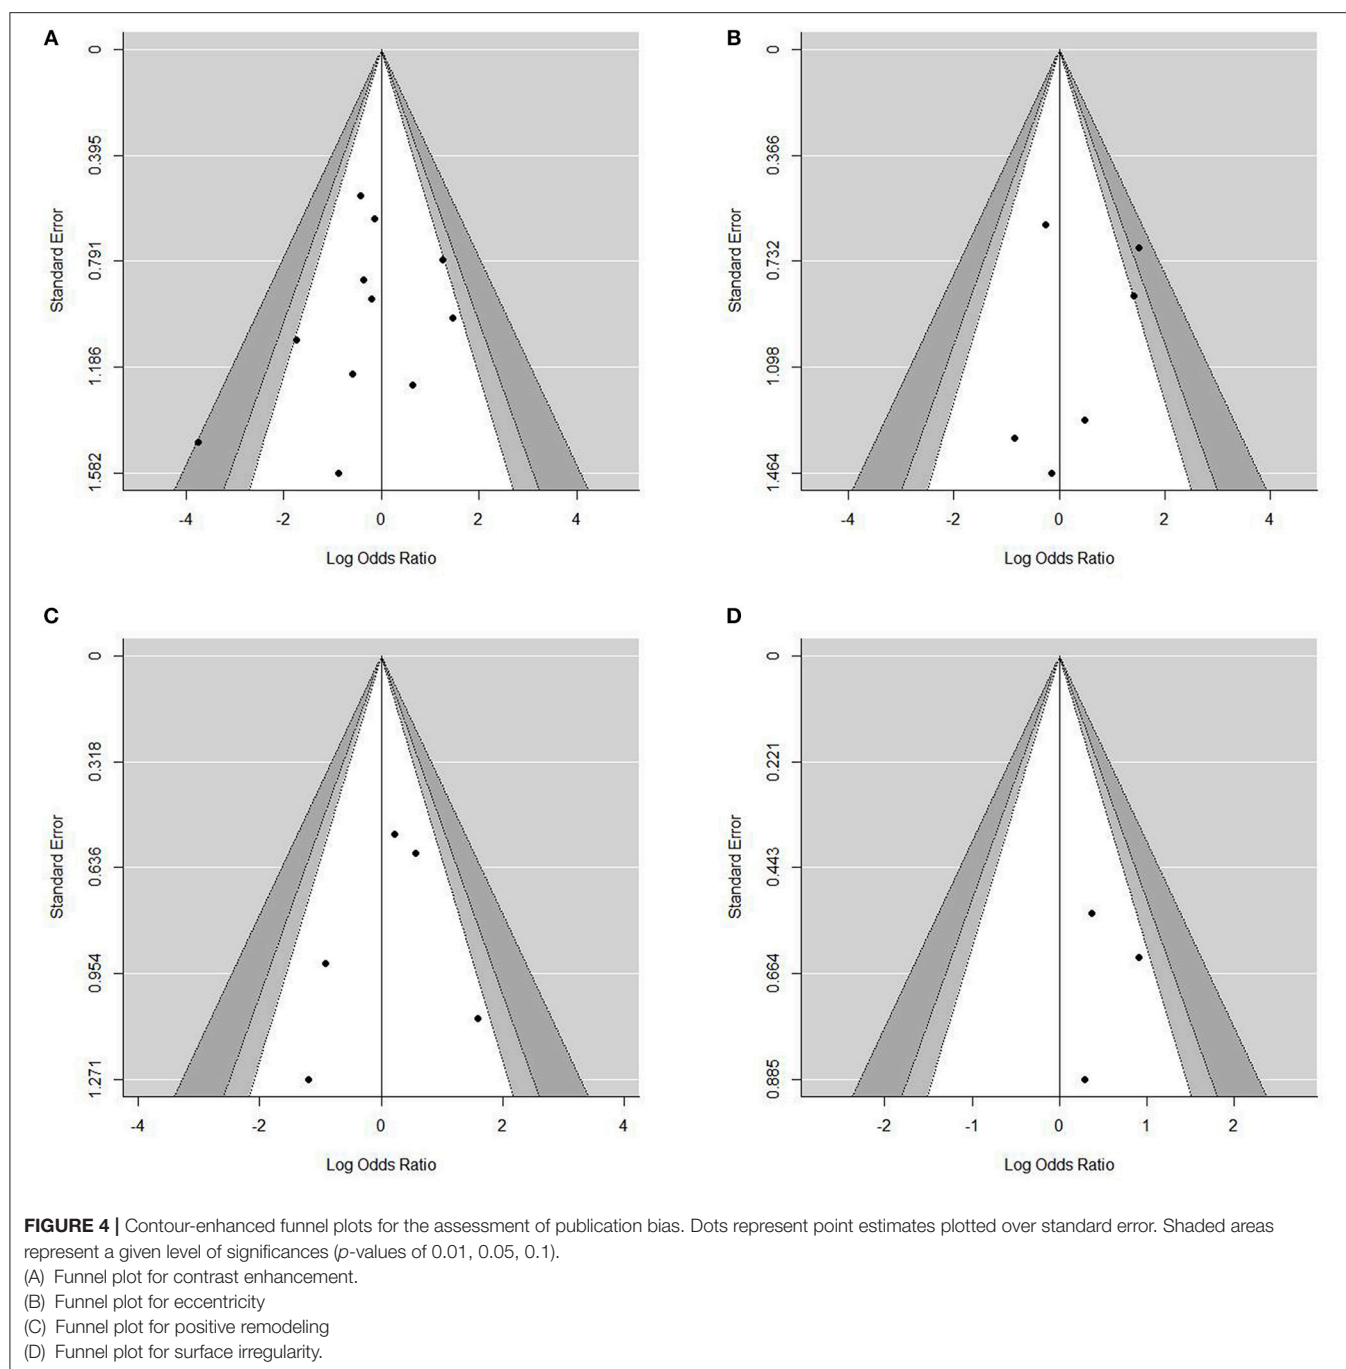 A
0
0.395
0.791
1.186
1.582
Standard Error
-4
-2
0
2
4
Log Odds Ratio
B
0
0.366
0.732
1.098
1.464
Standard Error
-4
-2
0
2
4
Log Odds Ratio
C
0
0.318
0.636
0.954
1.271
Standard Error
-4
-2
0
2
4
Log Odds Ratio
D
0
0.221
0.443
0.664
0.885
Standard Error
-2
-1
0
1
2
Log Odds Ratio
FIGURE 4 | Contour-enhanced funnel plots for the assessment of publication bias. Dots represent point estimates plotted over standard error. Shaded areas
represent a given level of significances (p-values of 0.01, 0.05, 0.1).
(A) Funnel plot for contrast enhancement.
(B) Funnel plot for eccentricity
(C) Funnel plot for positive remodeling
(D) Funnel plot for surface irregularity.